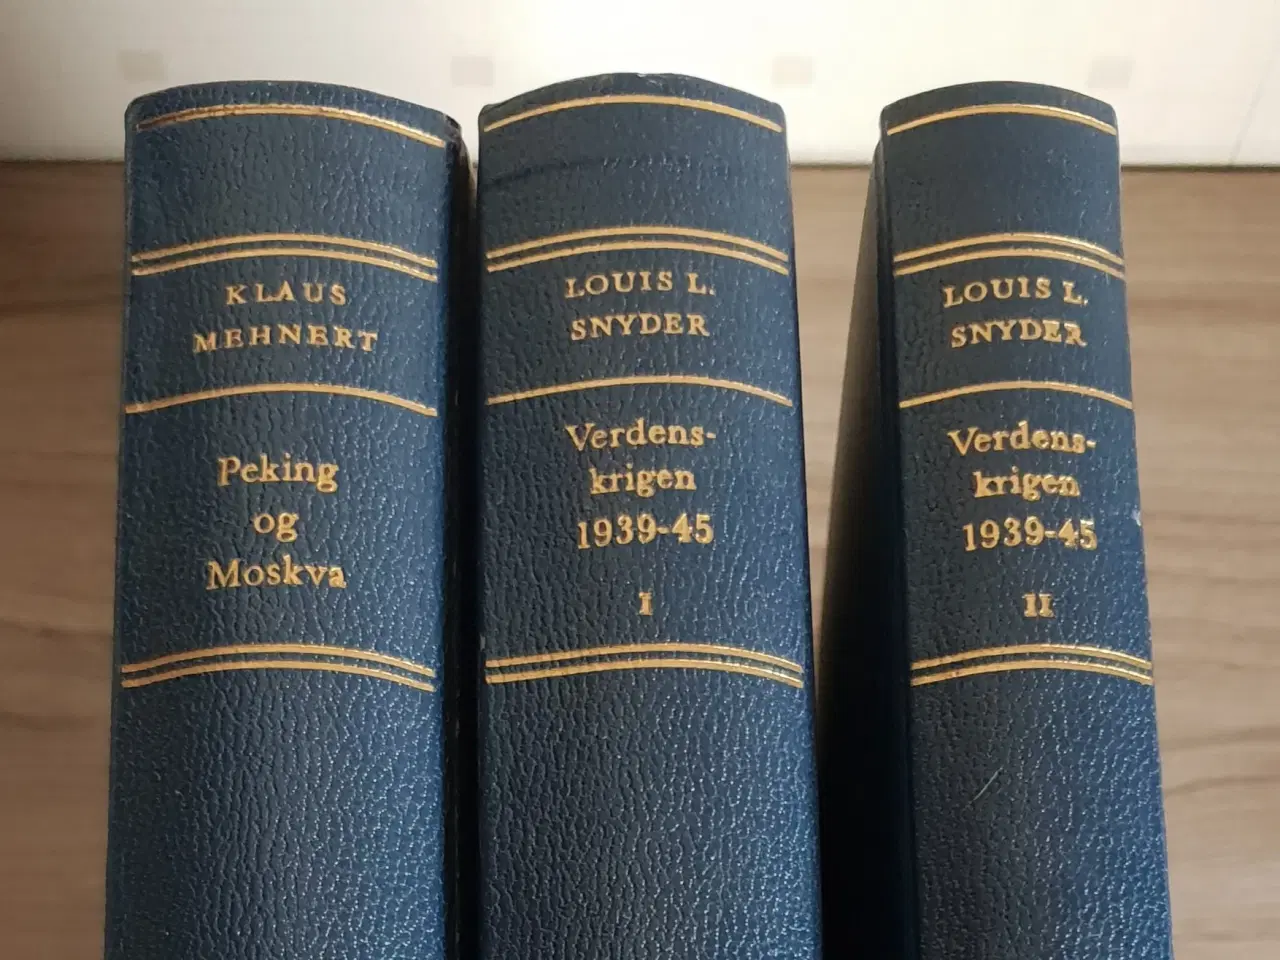 KLAUS
MEHNERT
Peking
og
Moskva
LOUIS L.
SNYDER
Verdens-
krigen
1939-45
I
LOUIS L.
SNYDER
Verdens-
krigen
1939-45
II